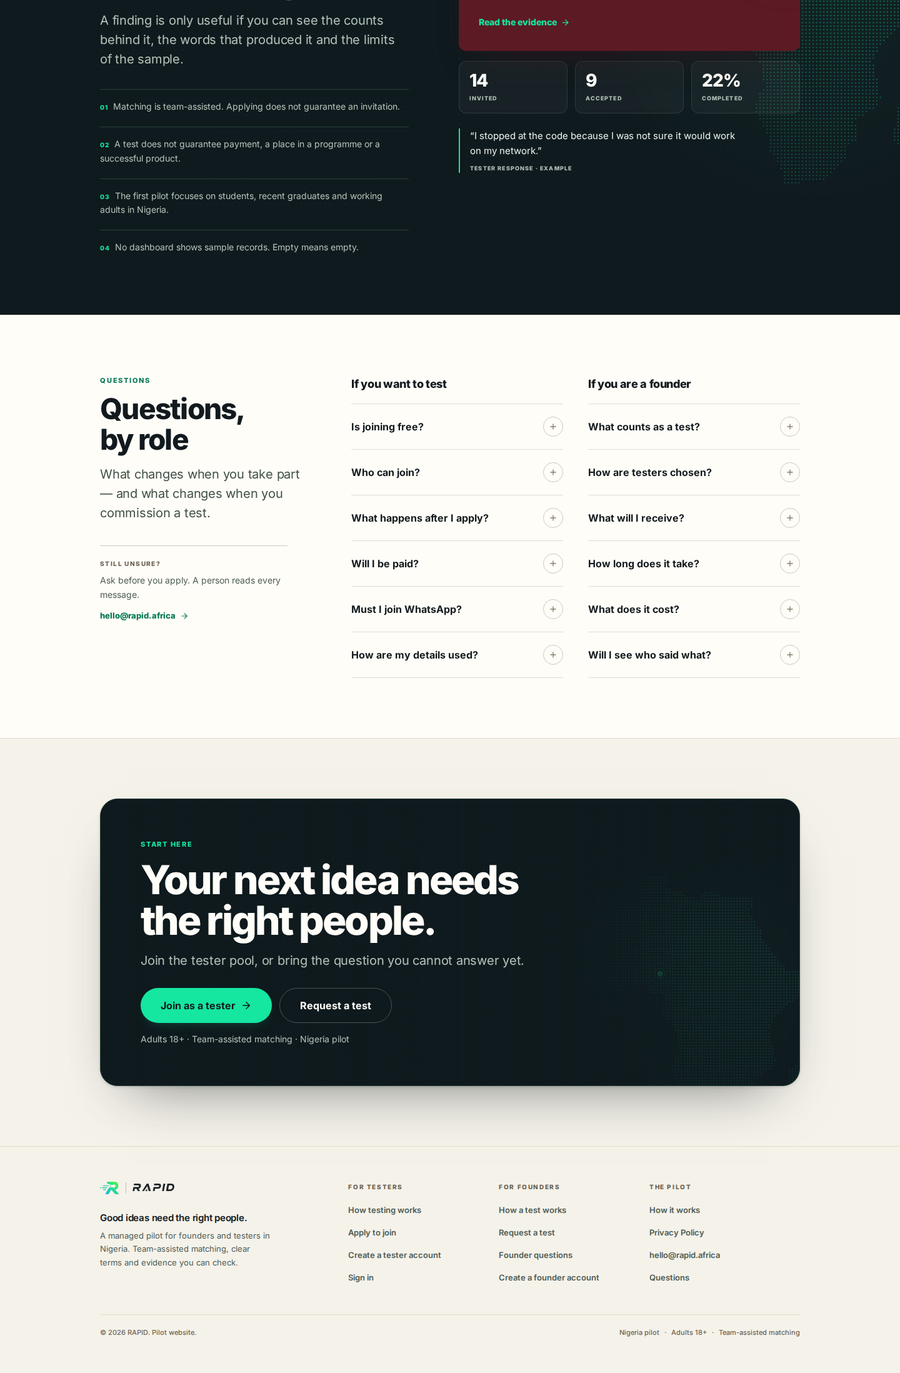 A finding is only useful if you can see the counts
behind it, the words that produced it and the limits
of the sample.
01 Matching is team-assisted. Applying does not guarantee an invitation.
02 A test does not guarantee payment, a place in a programme or a
successful product.
03 The first pilot focuses on students, recent graduates and working
adults in Nigeria.
04 No dashboard shows sample records. Empty means empty.
Read the evidence →
14
INVITED
9
ACCEPTED
22%
COMPLETED
“I stopped at the code because I was not sure it would work
on my network.”
TESTER RESPONSE · EXAMPLE
QUESTIONS
Questions,
by role
What changes when you take part
— and what changes when you
commission a test.
STILL UNSURE?
Ask before you apply. A person reads every
message.
hello@rapid.africa →
If you want to test
Is joining free?
Who can join?
What happens after I apply?
Will I be paid?
Must I join WhatsApp?
How are my details used?
If you are a founder
What counts as a test?
How are testers chosen?
What will I receive?
How long does it take?
What does it cost?
Will I see who said what?
START HERE
Your next idea needs
the right people.
Join the tester pool, or bring the question you cannot answer yet.
Join as a tester →
Request a test
Adults 18+ · Team-assisted matching · Nigeria pilot
R | RAPID
Good ideas need the right people.
A managed pilot for founders and testers in
Nigeria. Team-assisted matching, clear
terms and evidence you can check.
FOR TESTERS
How testing works
Apply to join
Create a tester account
Sign in
FOR FOUNDERS
How a test works
Request a test
Founder questions
Create a founder account
THE PILOT
How it works
Privacy Policy
hello@rapid.africa
Questions
© 2026 RAPID. Pilot website.
Nigeria pilot · Adults 18+ · Team-assisted matching